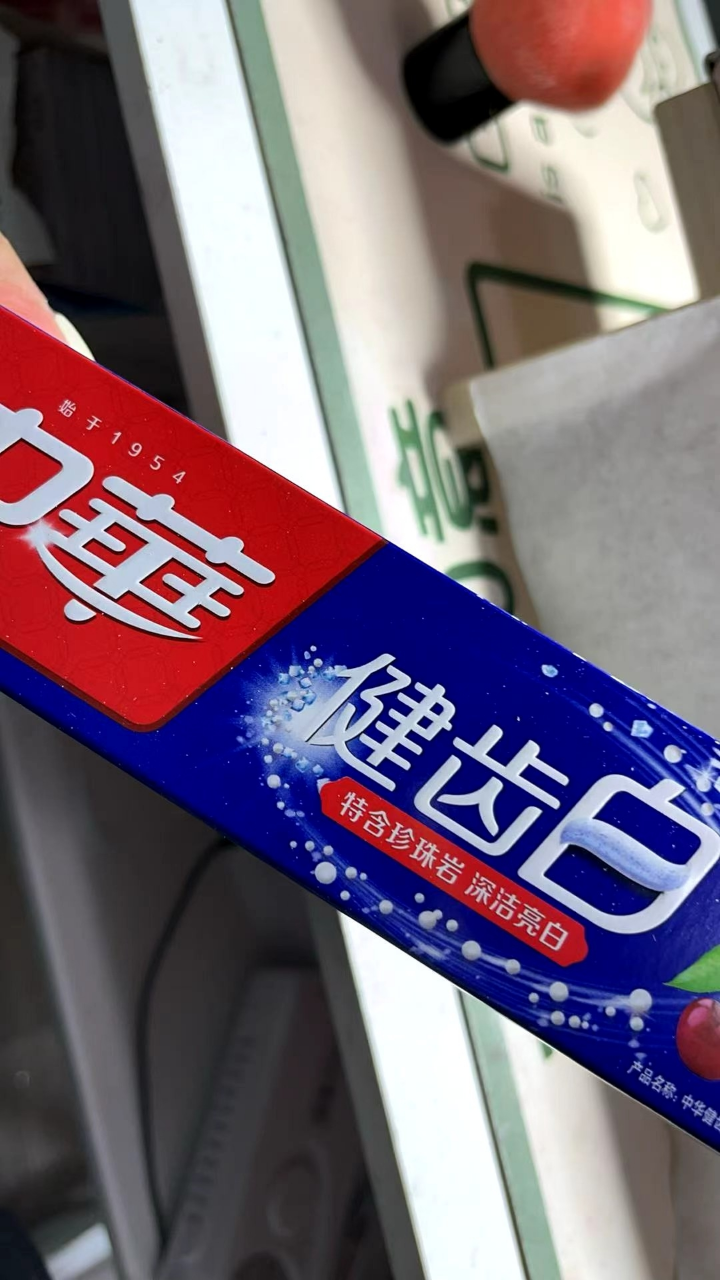 始于1954
中華
健齿白
特含珍珠岩 深洁亮白
产品名称：中华健齿